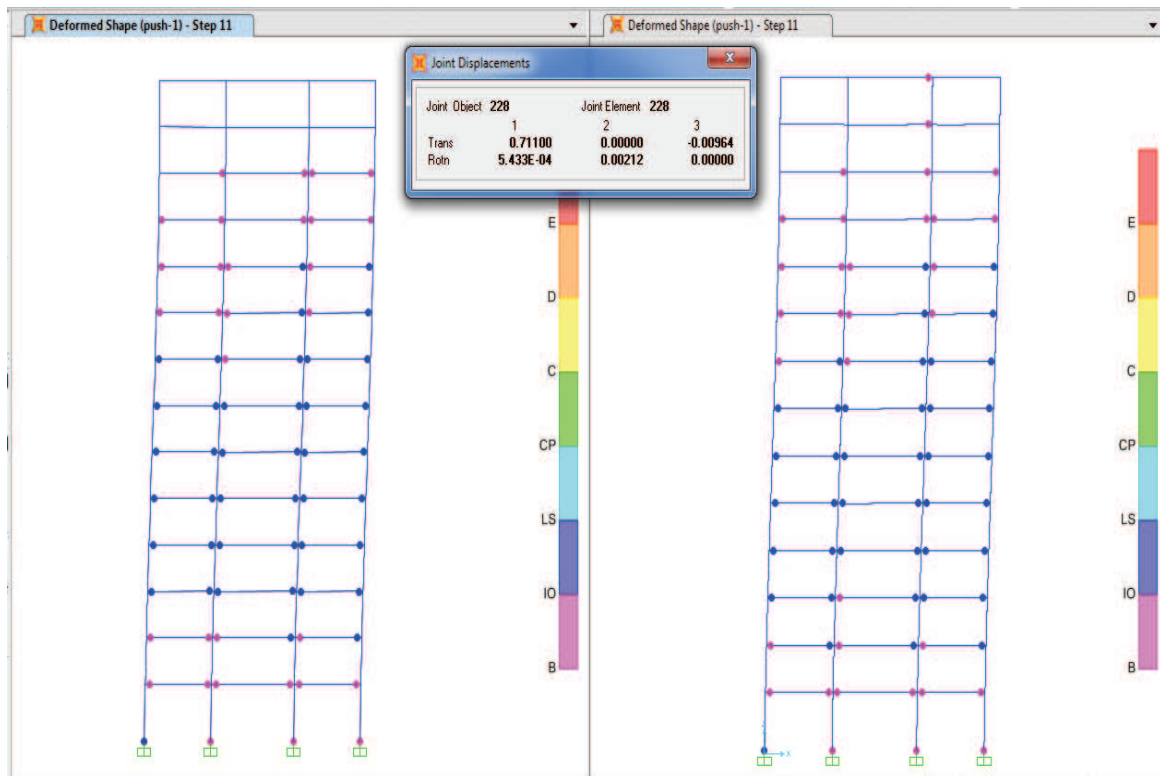 Deformed Shape (push-1) - Step 11
Deformed Shape (push-1) - Step 11
Joint Displacements
Joint Object 228 Joint Element 228
1 2 3
Trans 0.71100 0.00000 -0.00964
Rotn 5.433E-04 0.00212 0.00000
E
D
C
CP
LS
IO
B
E
D
C
CP
LS
IO
B
X